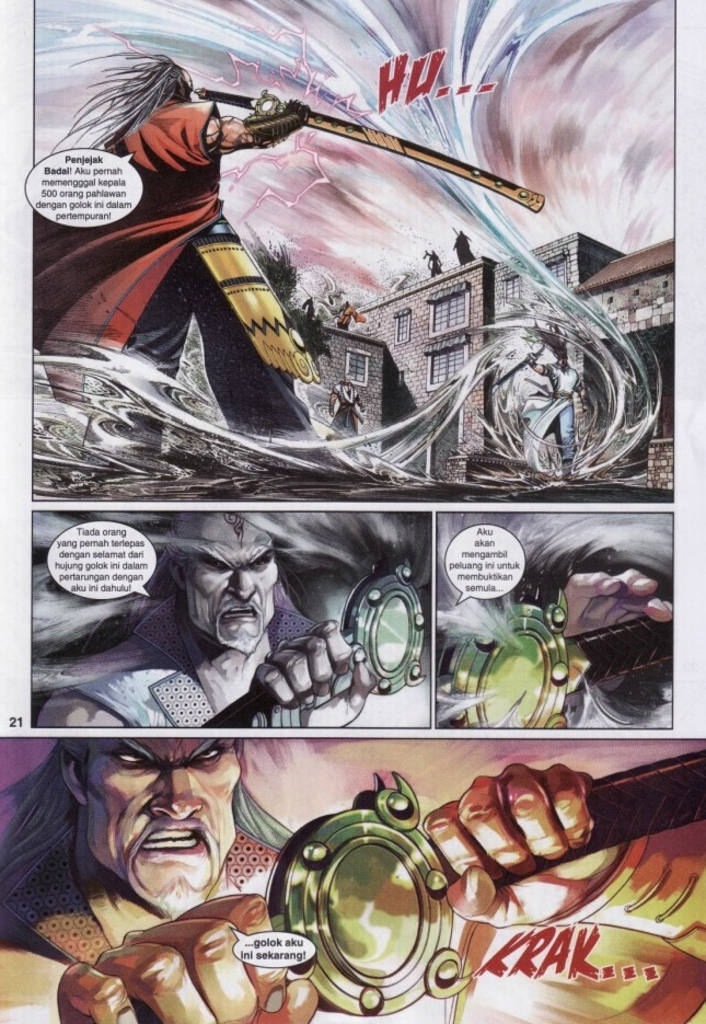 HU...
Penjejak
Badai! Aku pernah
memenggal kepala
500 orang pahlawan
dengan golok ini dalam
pertempuran!
Tiada orang
yang pernah terlepas
dengan selamat dari
hujung golok ini dalam
pertarungan dengan
aku ini dahulu!
Aku
akan
mengambil
peluang ini untuk
membuktikan
semula...
21
...golok aku
ini sekarang!
KRAK...